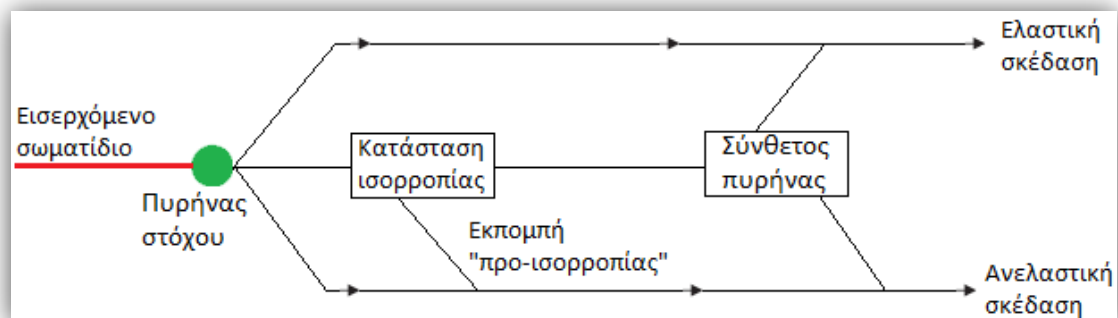 Ελαστική
σκέδαση
Εισερχόμενο
σωματίδιο
Κατάσταση
ισορροπίας
Σύνθετος
πυρήνας
Πυρήνας
στόχου
Εκπομπή
"προ-ισορροπίας"
Ανελαστική
σκέδαση